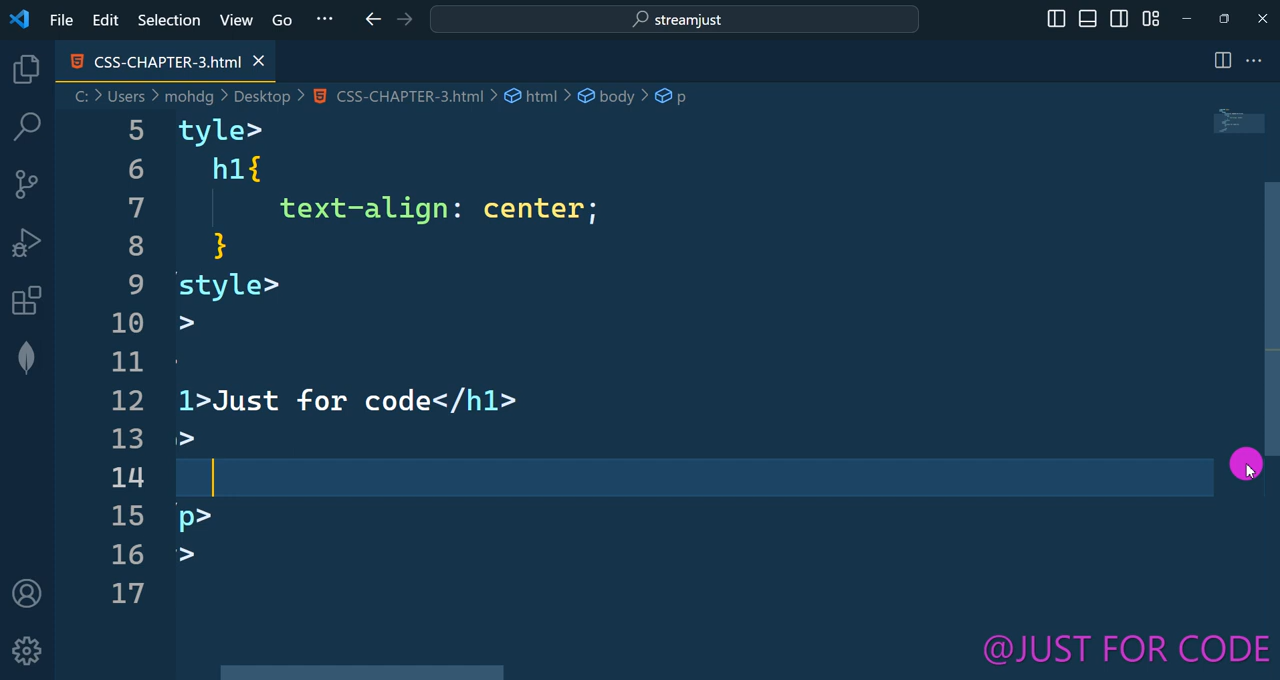 File Edit Selection View Go ··· streamjust
CSS-CHAPTER-3.html
C: > Users > mohdg > Desktop > CSS-CHAPTER-3.html > html > body > p
5 tyle>
6 h1{
7 text-align: center;
8 }
9 style>
10 >
11
12 1>Just for code</h1>
13 >
14
15 p>
16 >
17
@JUST FOR CODE